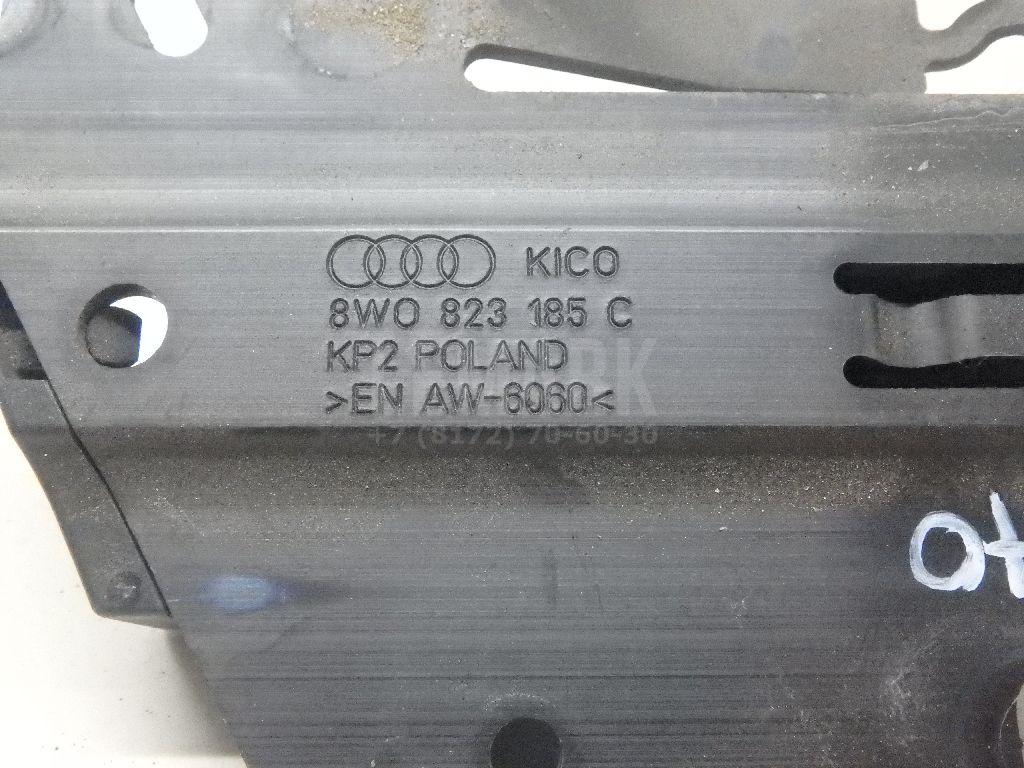 KICO
8W0 823 185 C
KP2 POLAND
>EN AW-6060<
+7 (8172) 70-60-30